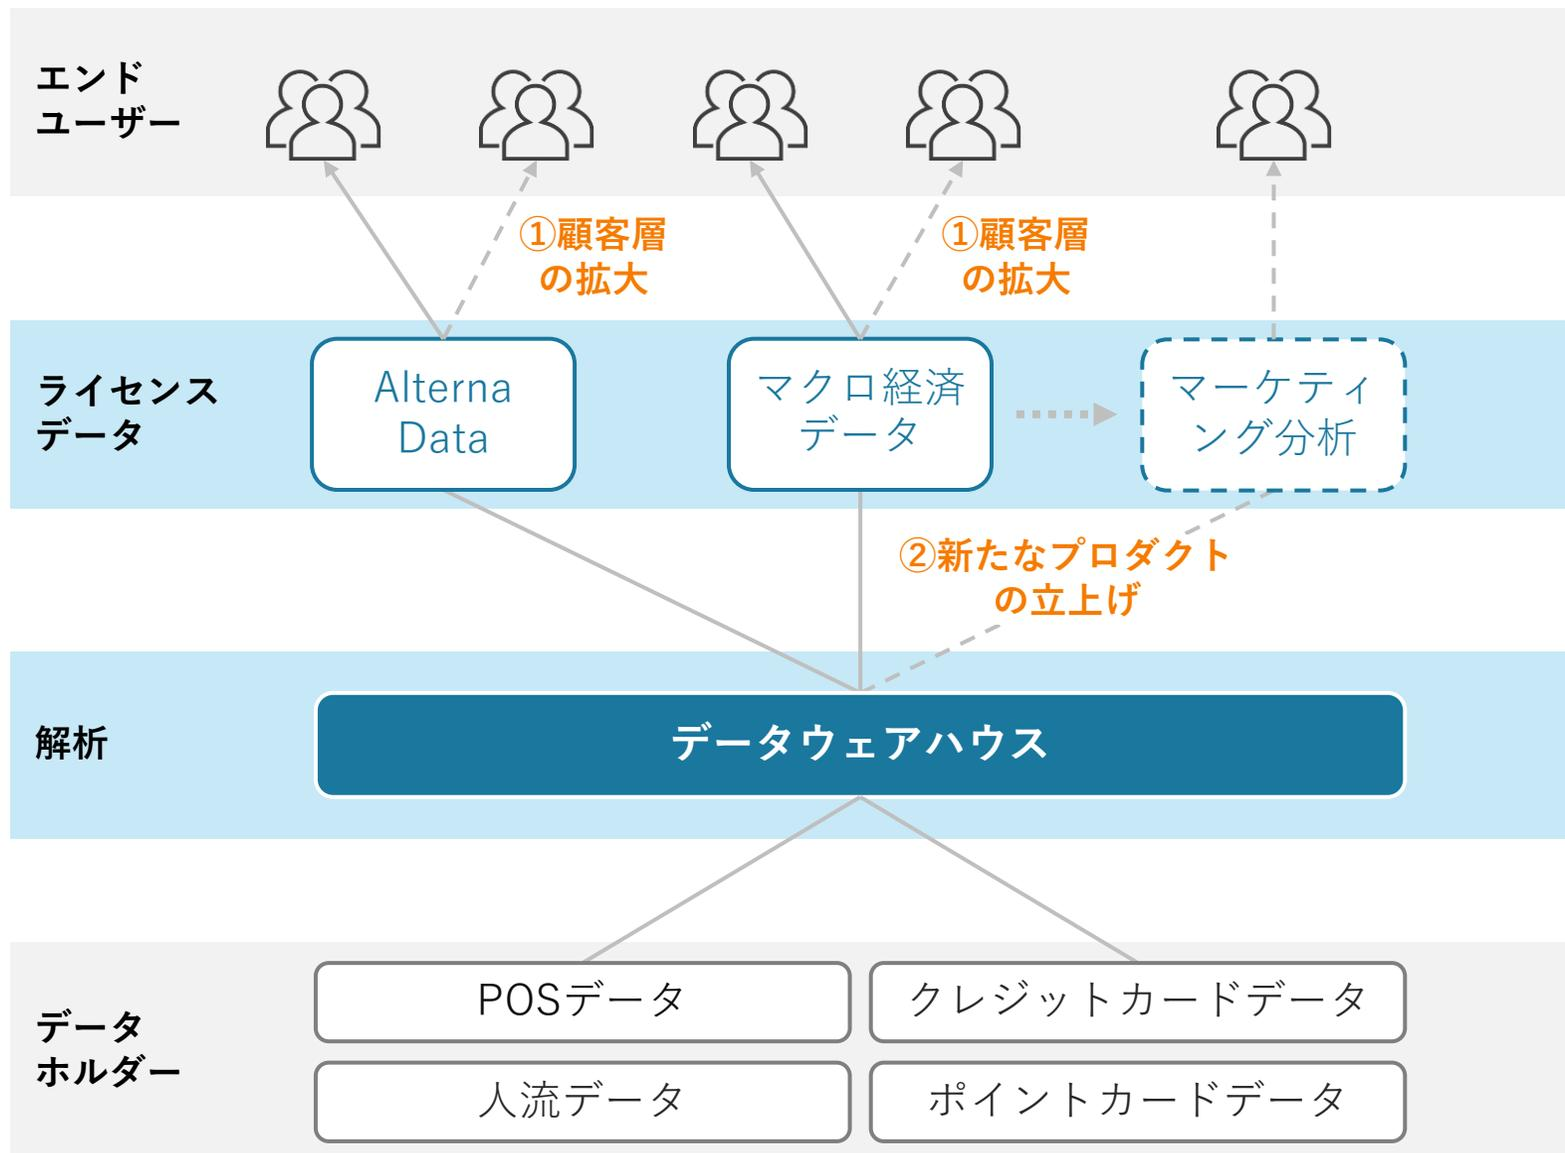 エンド
ユーザー
①顧客層
の拡大
①顧客層
の拡大
ライセンス
データ
Alterna
Data
マクロ経済
データ
マーケティ
ング分析
②新たなプロダクト
の立上げ
解析
データウェアハウス
データ
ホルダー
POSデータ
クレジットカードデータ
人流データ
ポイントカードデータ